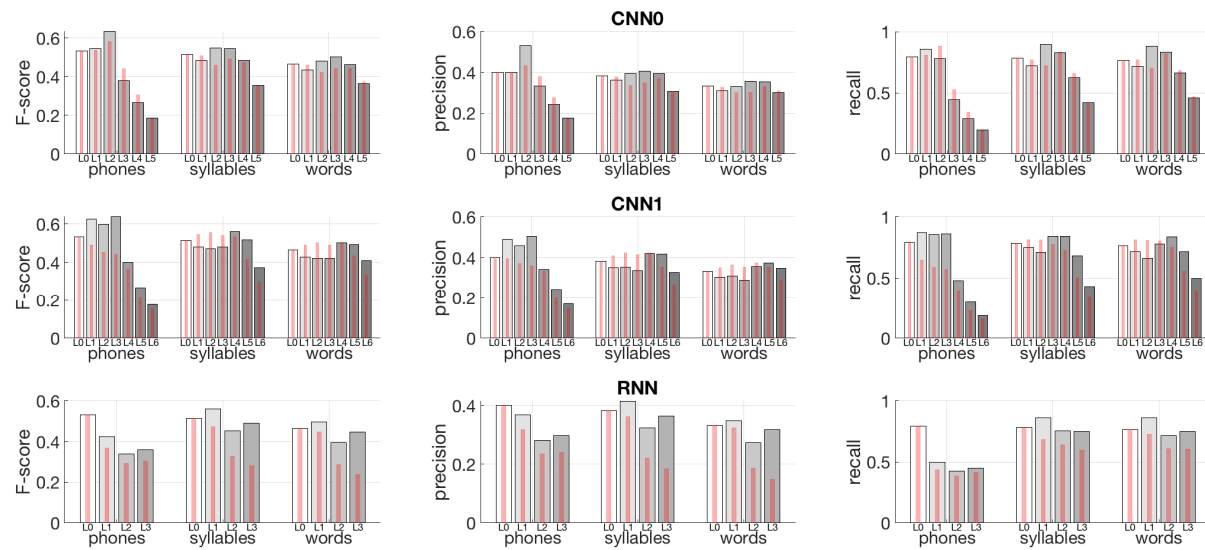 CNN0
F-score
0.6
0.4
0.2
0
L0 L1 L2 L3 L4 L5
L0 L1 L2 L3 L4 L5
L0 L1 L2 L3 L4 L5
phones
syllables
words
precision
0.6
0.4
0.2
0
L0 L1 L2 L3 L4 L5
L0 L1 L2 L3 L4 L5
L0 L1 L2 L3 L4 L5
phones
syllables
words
recall
1
0.5
0
L0 L1 L2 L3 L4 L5
L0 L1 L2 L3 L4 L5
L0 L1 L2 L3 L4 L5
phones
syllables
words
CNN1
F-score
0.6
0.4
0.2
0
L0 L1 L2 L3 L4 L5 L6
L0 L1 L2 L3 L4 L5 L6
L0 L1 L2 L3 L4 L5 L6
phones
syllables
words
precision
0.6
0.4
0.2
0
L0 L1 L2 L3 L4 L5 L6
L0 L1 L2 L3 L4 L5 L6
L0 L1 L2 L3 L4 L5 L6
phones
syllables
words
recall
1
0.5
0
L0 L1 L2 L3 L4 L5 L6
L0 L1 L2 L3 L4 L5 L6
L0 L1 L2 L3 L4 L5 L6
phones
syllables
words
RNN
F-score
0.6
0.4
0.2
0
L0 L1 L2 L3
L0 L1 L2 L3
L0 L1 L2 L3
phones
syllables
words
precision
0.4
0.2
0
L0 L1 L2 L3
L0 L1 L2 L3
L0 L1 L2 L3
phones
syllables
words
recall
1
0.5
0
L0 L1 L2 L3
L0 L1 L2 L3
L0 L1 L2 L3
phones
syllables
words